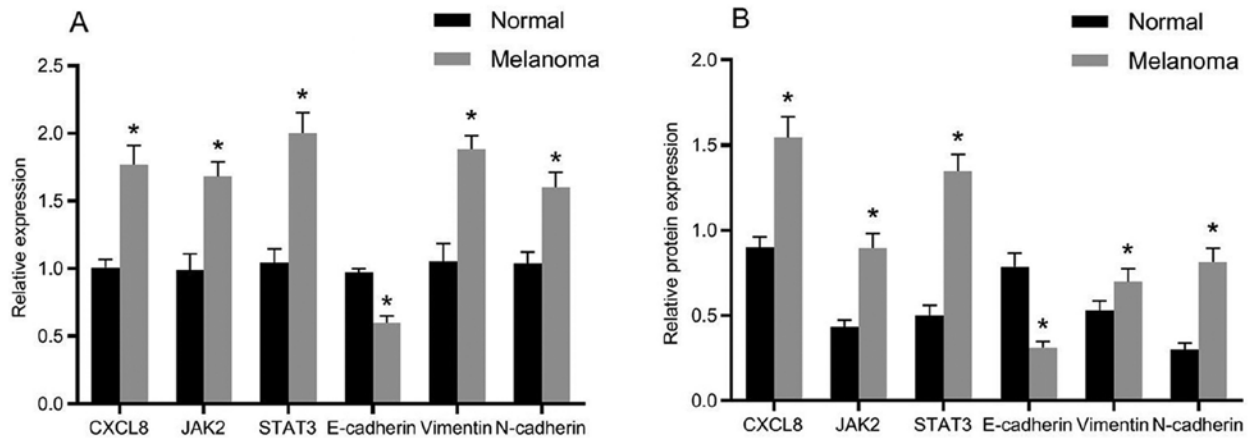 A
Normal
Melanoma
Relative expression
2.5
2.0
1.5
1.0
0.5
0.0
* * * * * *
CXCL8 JAK2 STAT3 E-cadherin Vimentin N-cadherin
B
Normal
Melanoma
Relative protein expression
2.0
1.5
1.0
0.5
0.0
* * * * * *
CXCL8 JAK2 STAT3 E-cadherin Vimentin N-cadherin